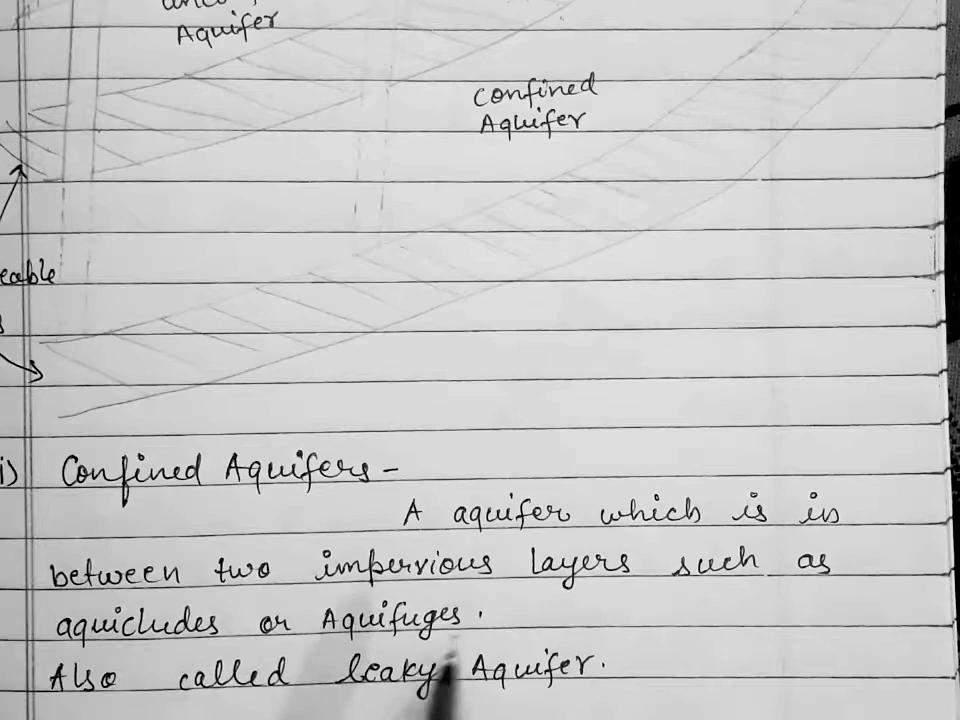 Aquifer
Confined
Aquifer
eable
i) Confined Aquifers -
A aquifer which is in
between two impervious layers such as
aquicludes or Aquifuges.
Also called leaky Aquifer.